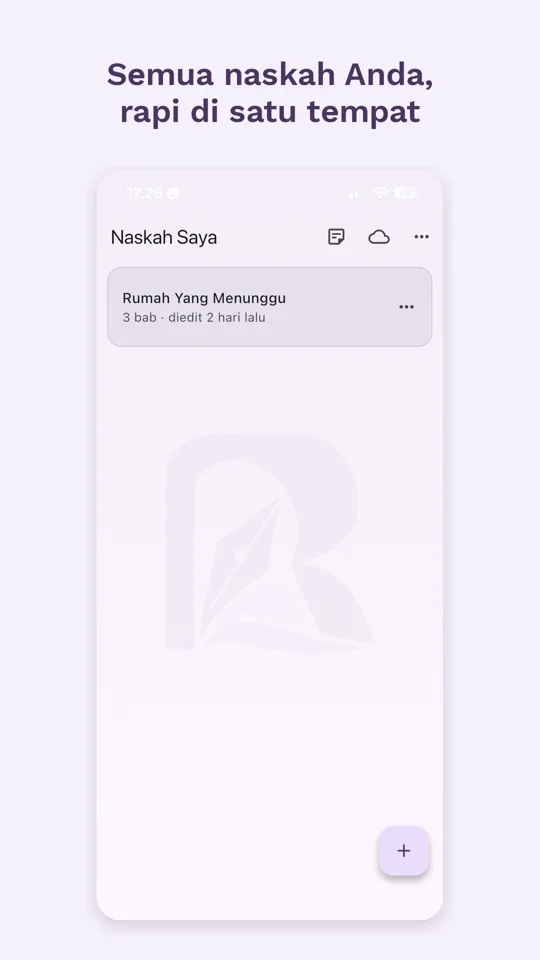 Semua naskah Anda,
rapi di satu tempat
17.26
Naskah Saya
Rumah Yang Menunggu
3 bab · diedit 2 hari lalu